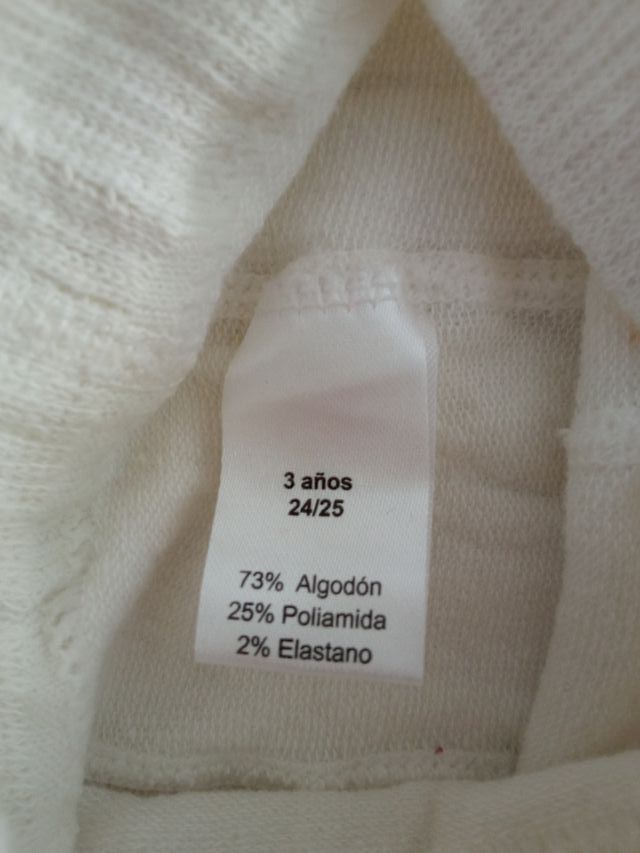 3 años
24/25
73% Algodón
25% Poliamida
2% Elastano